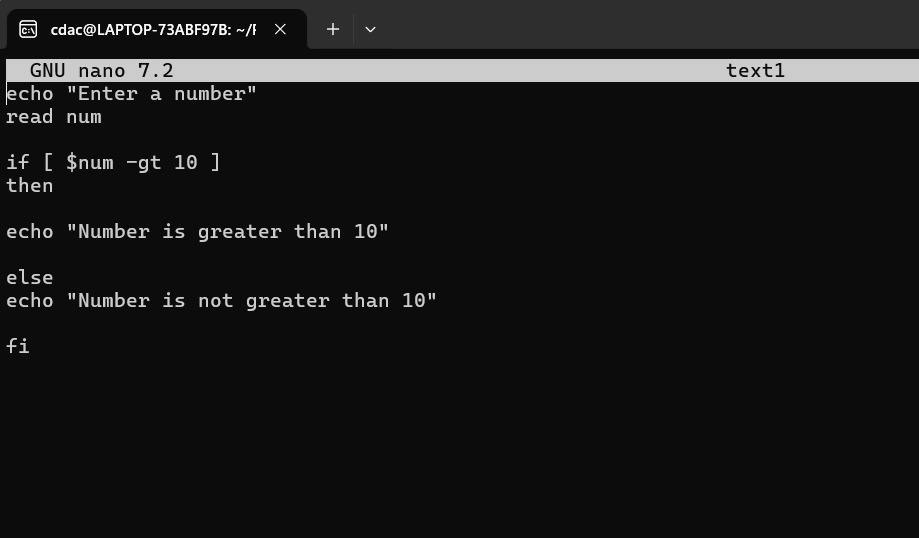 cdac@LAPTOP-73ABF97B: ~/
GNU nano 7.2 text1
echo "Enter a number"
read num
if [ $num -gt 10 ]
then
echo "Number is greater than 10"
else
echo "Number is not greater than 10"
fi